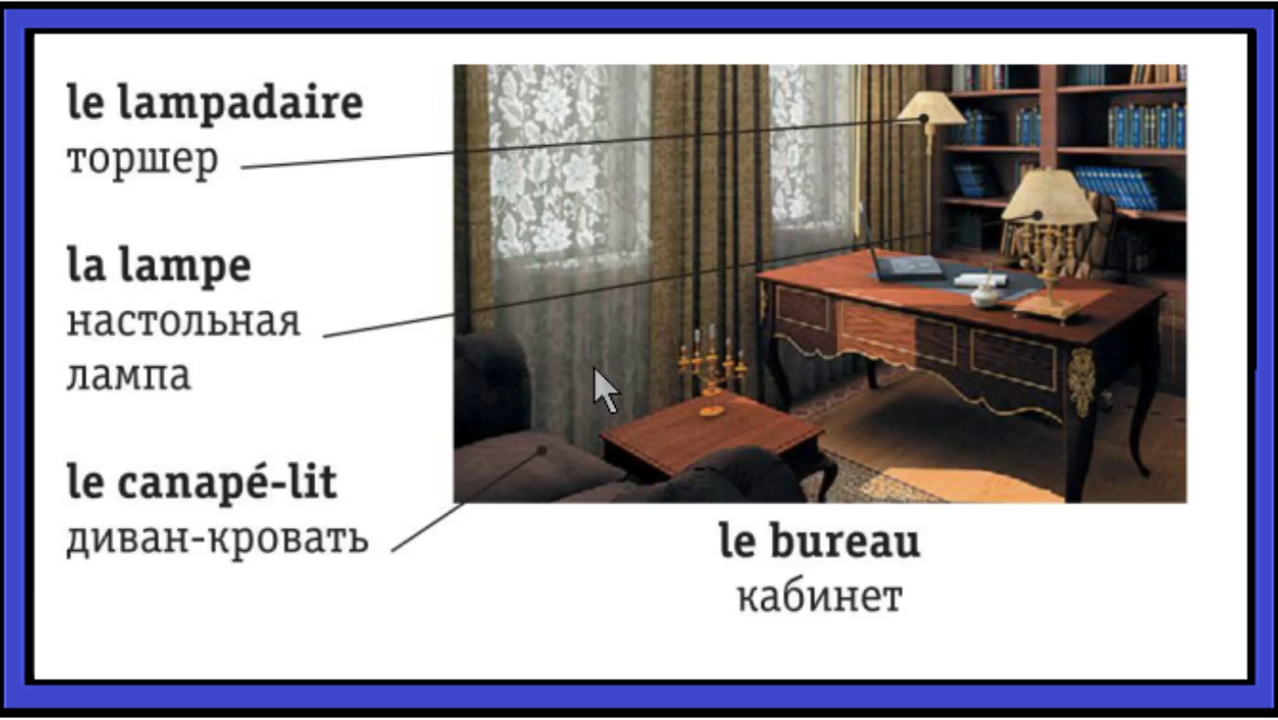 le lampadaire
торшер
la lampe
настольная
лампа
le canapé-lit
диван-кровать
le bureau
кабинет